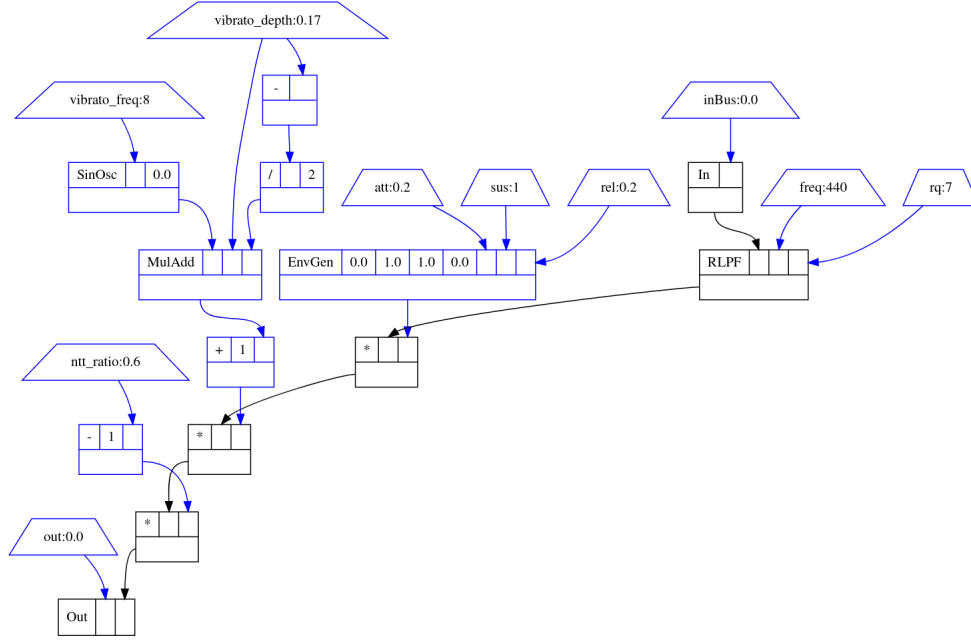 vibrato_depth:0.17
-
vibrato_freq:8
inBus:0.0
SinOsc 0.0
/ 2
att:0.2
sus:1
rel:0.2
In
freq:440
rq:7
MulAdd
EnvGen 0.0 1.0 1.0 0.0
RLPF
+ 1
*
ntt_ratio:0.6
- 1
*
*
out:0.0
Out